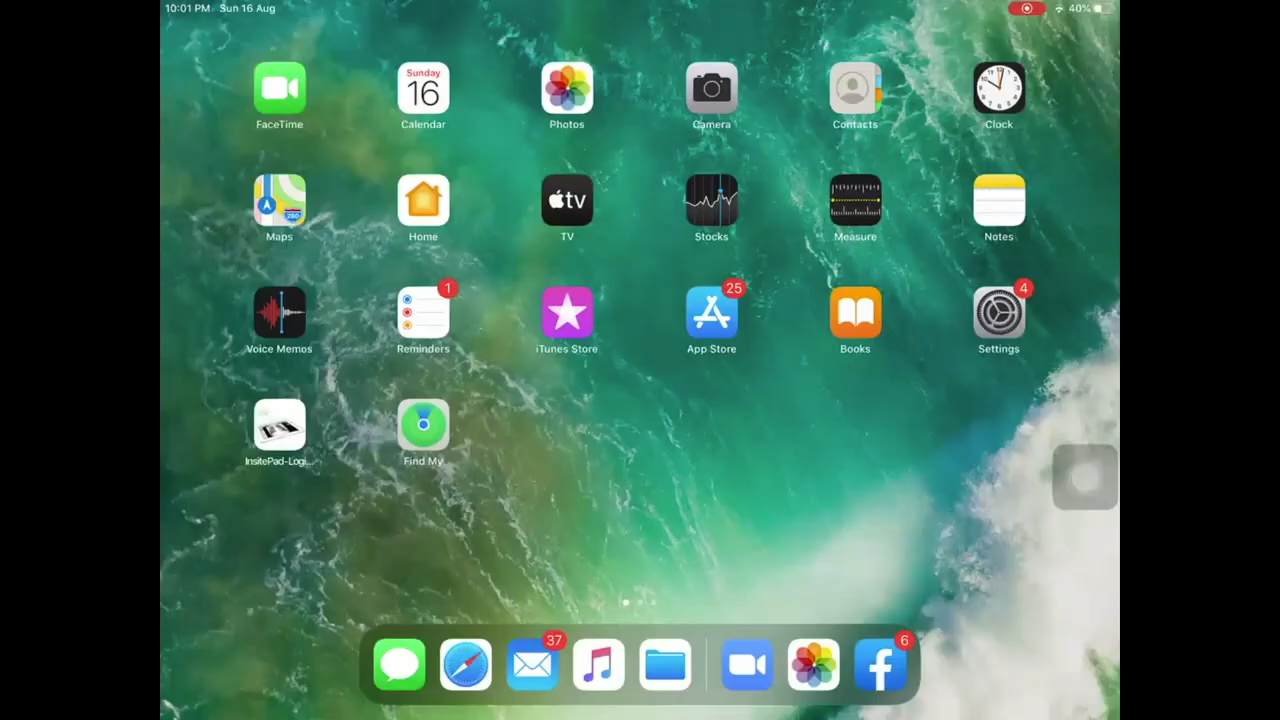 10:01 PM Sun 16 Aug 40%
Sunday
16
FaceTime Calendar Photos Camera Contacts Clock
280
tv
Maps Home TV Stocks Measure Notes
1 25 4
Voice Memos Reminders iTunes Store App Store Books Settings
InsitePad-Logi... Find My
37 6